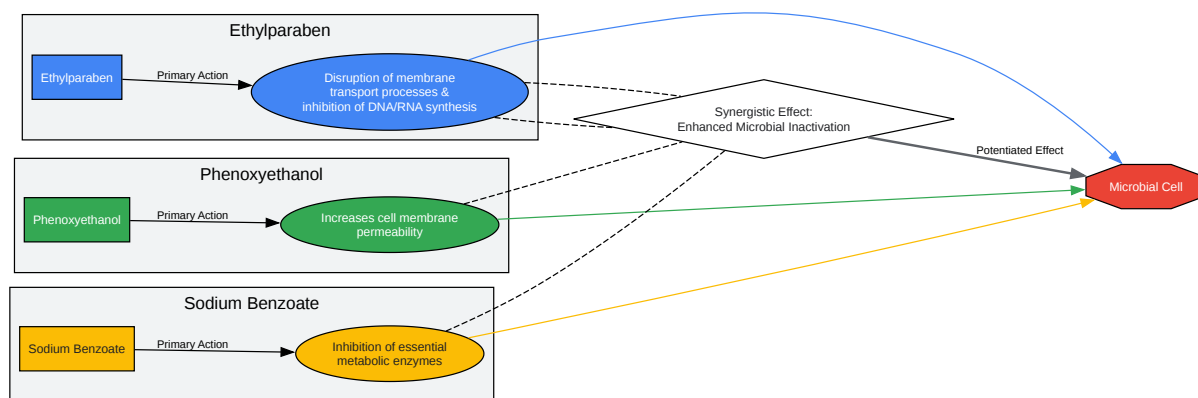 Ethylparaben
Ethylparaben
Primary Action
Disruption of membrane
transport processes &
inhibition of DNA/RNA synthesis
Synergistic Effect:
Enhanced Microbial Inactivation
Potentiated Effect
Microbial Cell
Phenoxyethanol
Phenoxyethanol
Primary Action
Increases cell membrane
permeability
Sodium Benzoate
Sodium Benzoate
Primary Action
Inhibition of essential
metabolic enzymes